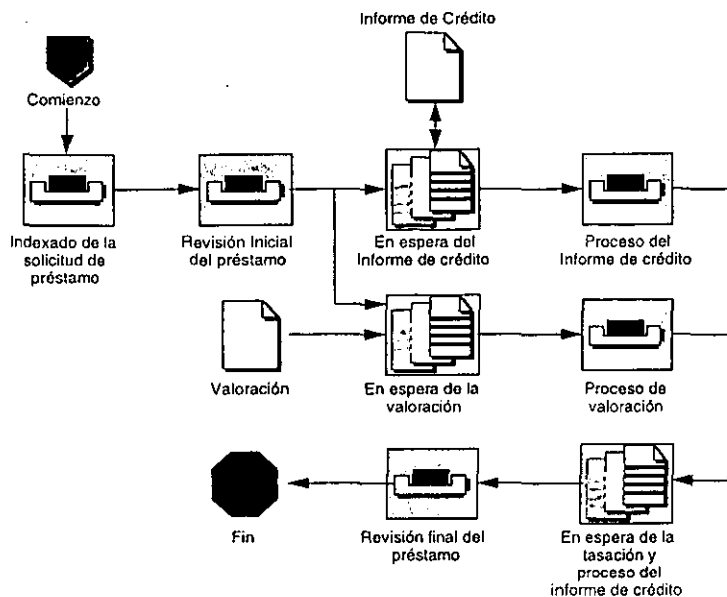 Informe de Crédito
Comienzo
Indexado de la
solicitud de
préstamo
Revisión Inicial
del préstamo
En espera del
Informe de crédito
Proceso del
Informe de crédito
Valoración
En espera de la
valoración
Proceso de
valoración
Fin
Revisión final del
préstamo
En espera de la
tasación y
proceso del
informe de crédito